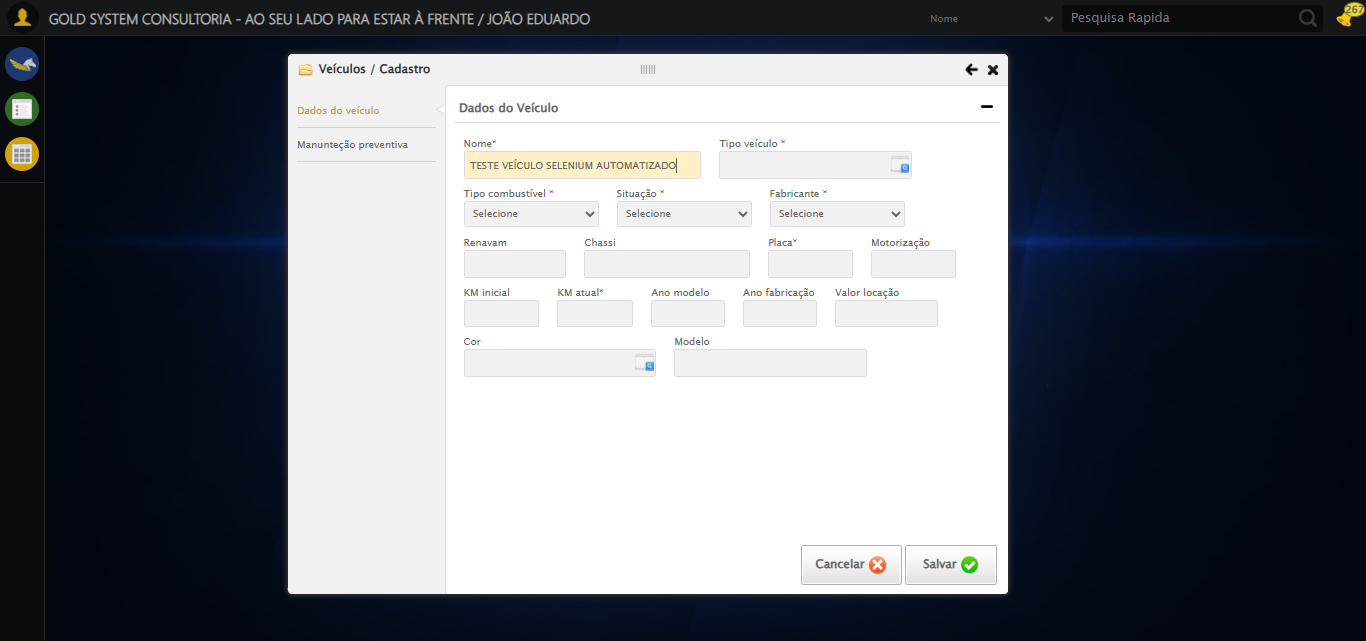 GOLD SYSTEM CONSULTORIA - AO SEU LADO PARA ESTAR À FRENTE / JOÃO EDUARDO
Nome
Pesquisa Rapida
267
Veículos / Cadastro
Dados do veículo
Manunteção preventiva
Dados do Veículo
Nome* Tipo veículo *
TESTE VEÍCULO SELENIUM AUTOMATIZADO
Tipo combustível * Situação * Fabricante *
Selecione Selecione Selecione
Renavam Chassi Placa* Motorização
KM inicial KM atual* Ano modelo Ano fabricação Valor locação
Cor Modelo
Cancelar Salvar